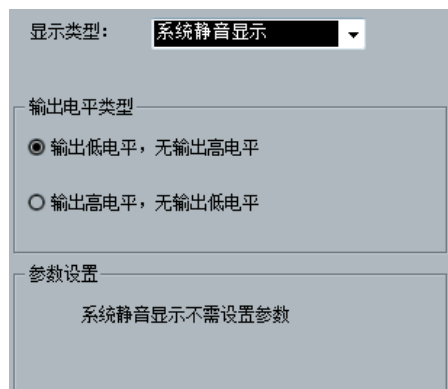 显示类型：
系统静音显示
输出电平类型
输出低电平，无输出高电平
输出高电平，无输出低电平
参数设置
系统静音显示不需设置参数